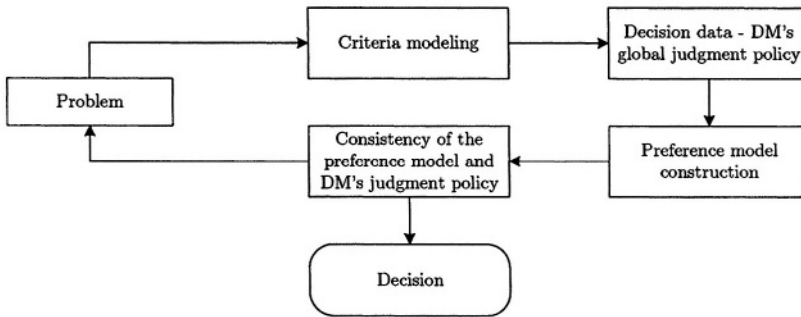 Criteria modeling
Decision data - DM's
global judgment policy
Problem
Consistency of the
preference model and
DM's judgment policy
Preference model
construction
Decision